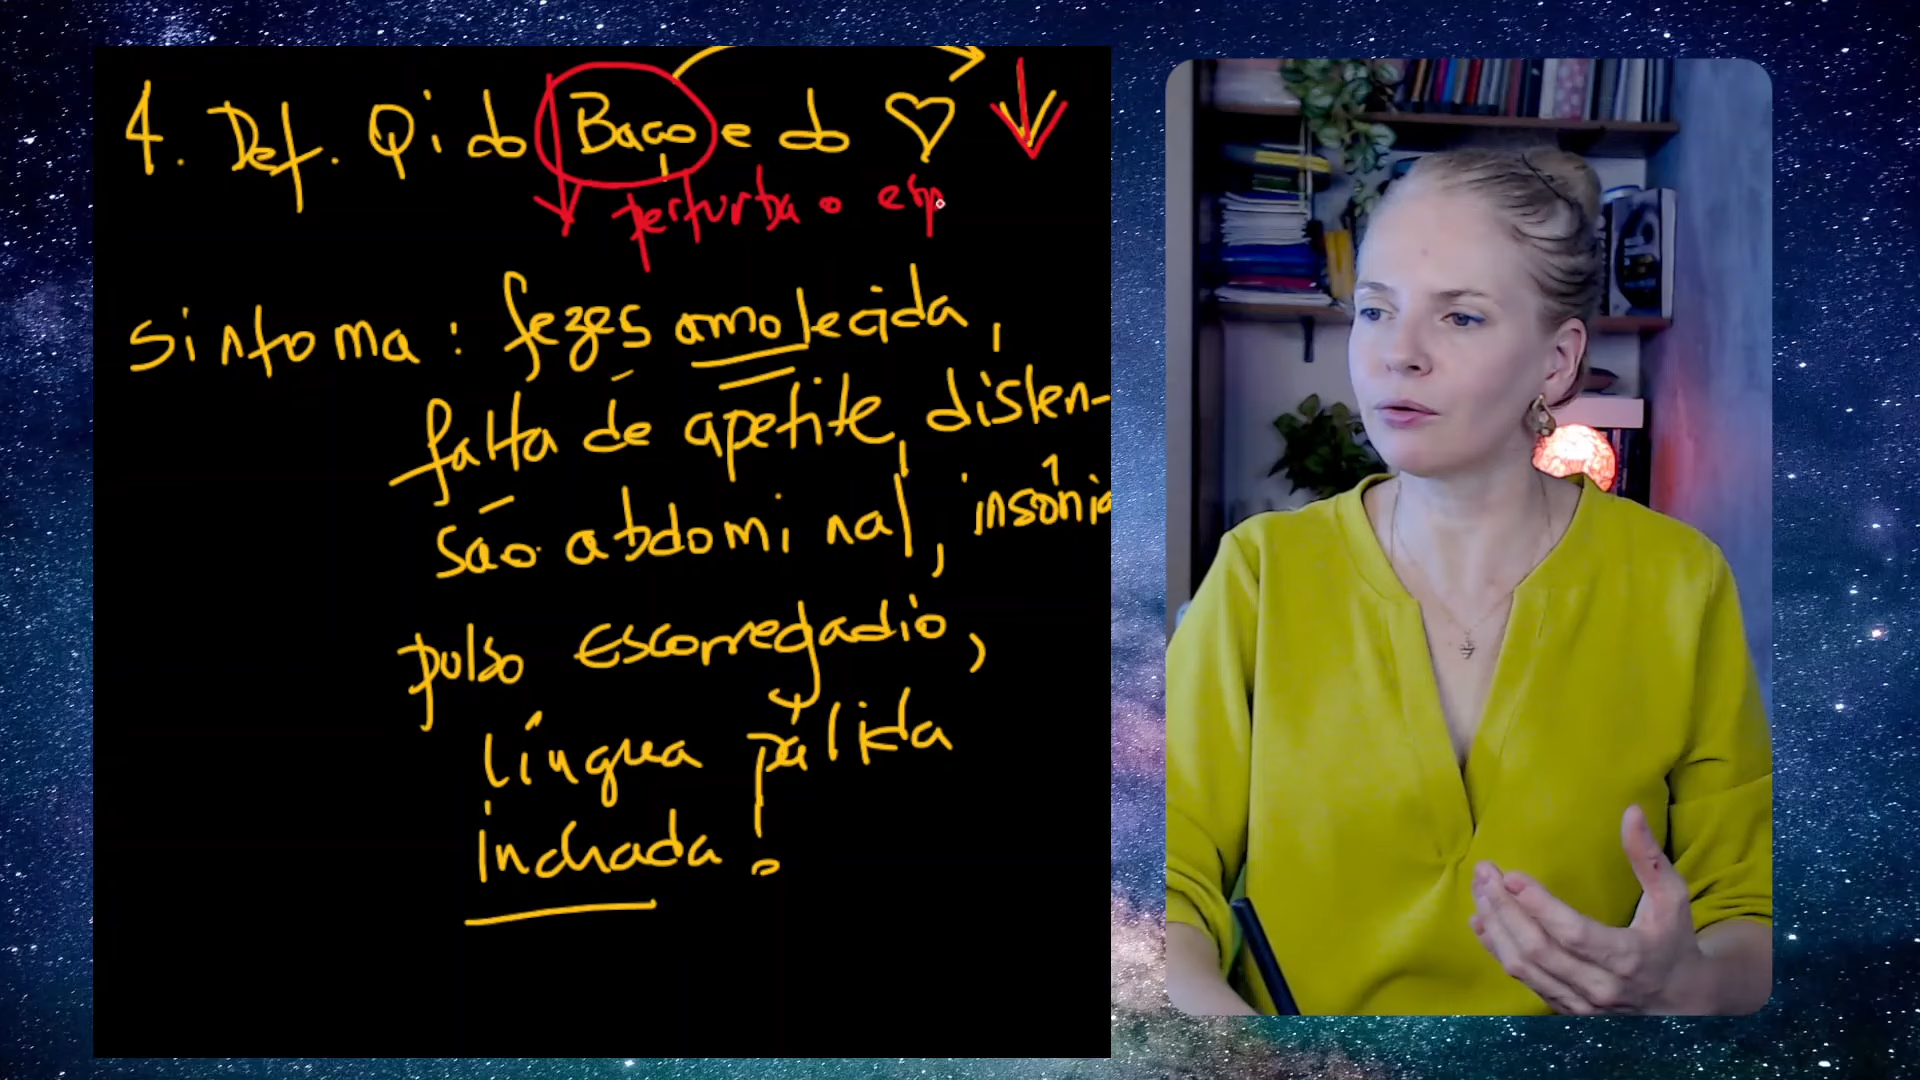 4. Def. Qi do Baço e do ♡
perturba o esp
sintoma: fezes amolecida,
falta de apetite, disten-
são abdominal, insônia
pulso escorregadio,
língua pálida
inchada!